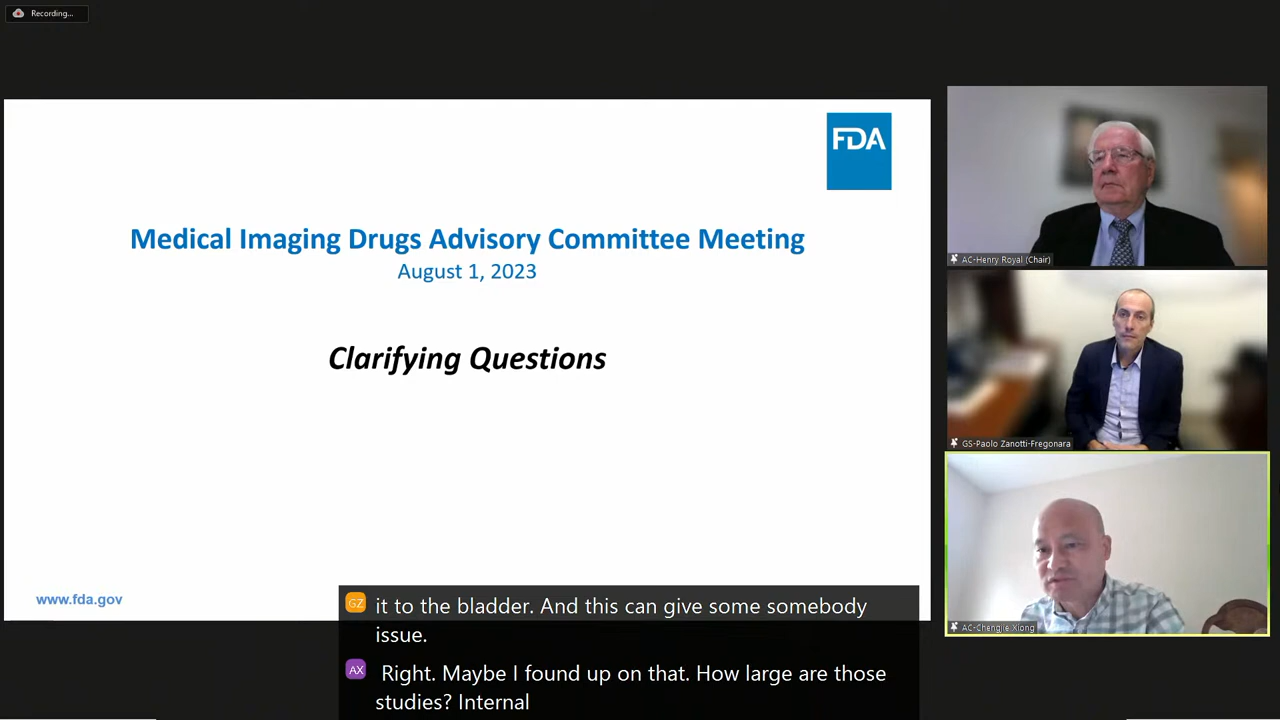 Recording...
FDA
Medical Imaging Drugs Advisory Committee Meeting
August 1, 2023
Clarifying Questions
www.fda.gov
AC-Henry Royal (Chair)
GS-Paolo Zanotti-Fregonara
AC-Chengjie Xiong
GZ it to the bladder. And this can give some somebody
issue.
AX Right. Maybe I found up on that. How large are those
studies? Internal